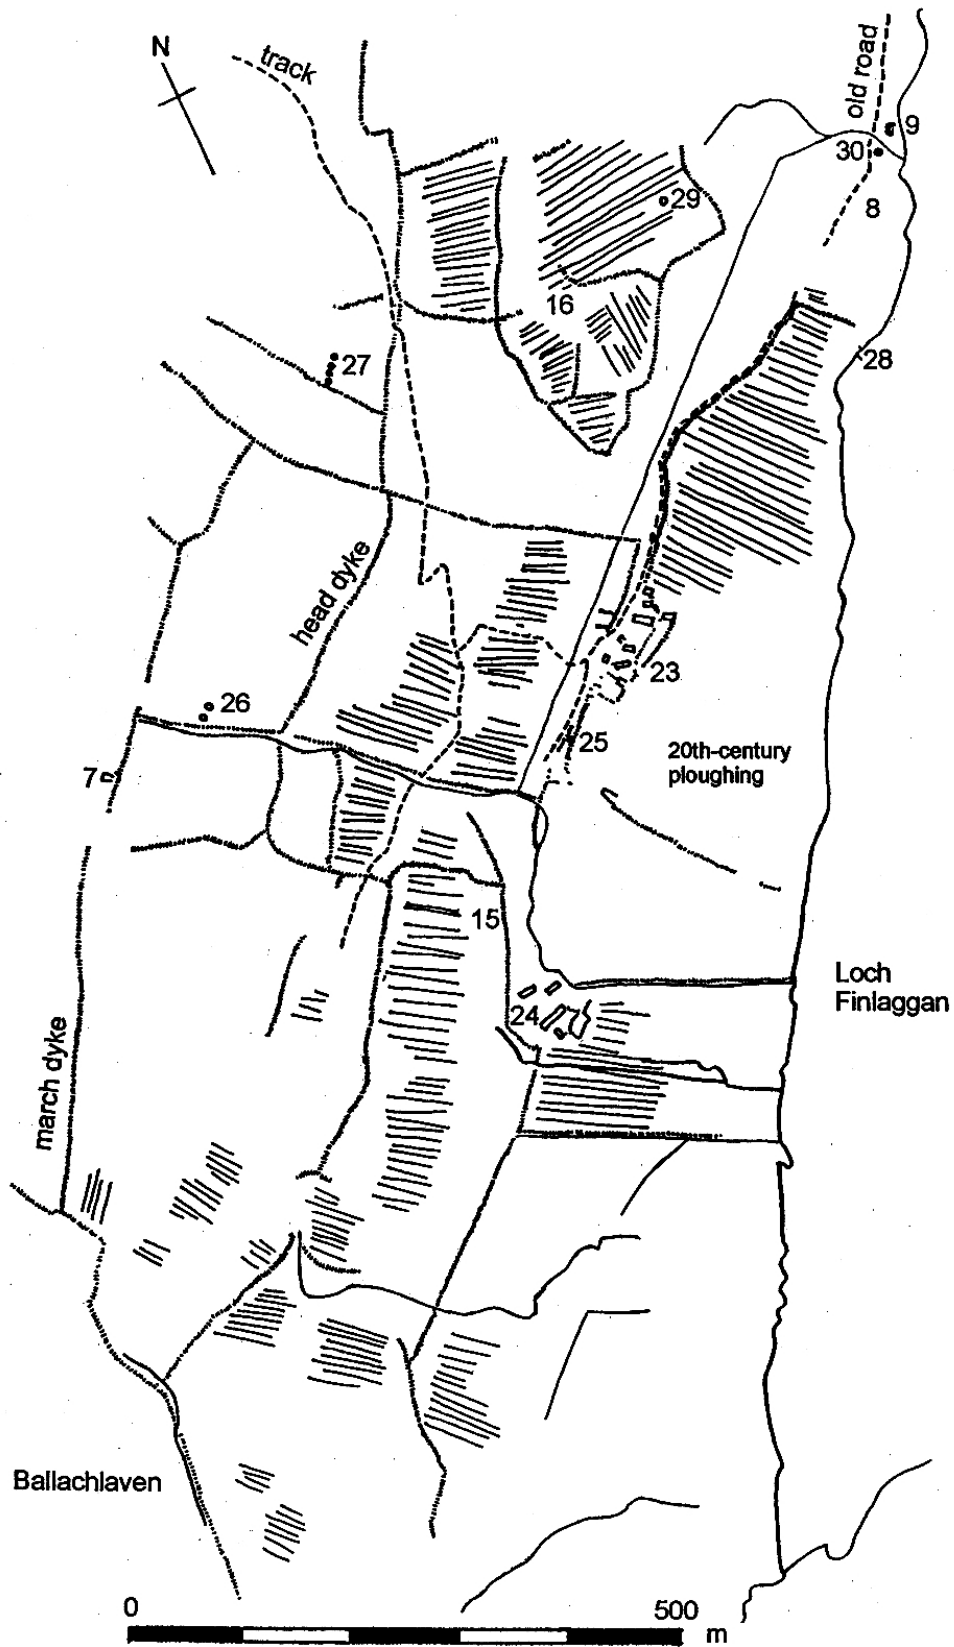 N
track
old road
9
30
8
29
16
28
27
head dyke
23
26
25
7
20th-century
ploughing
15
Loch
Finlaggan
24
march dyke
Ballachlaven
0
500
m